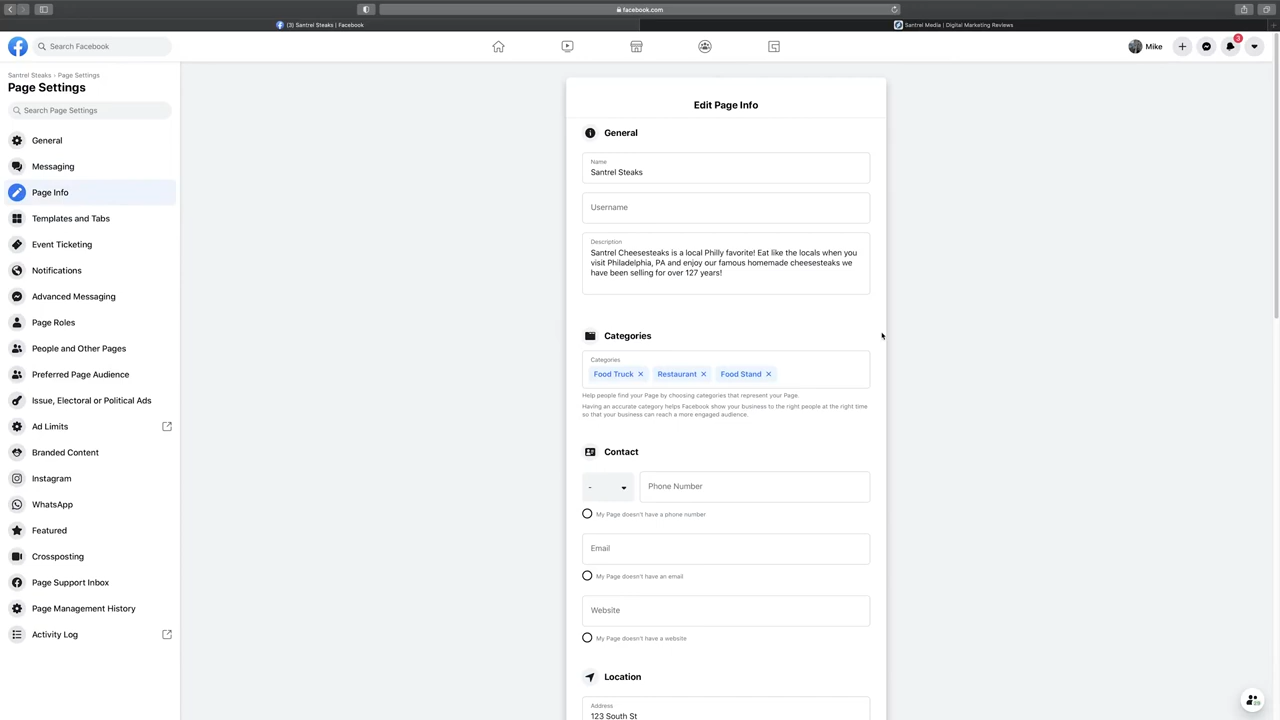 facebook.com
(3) Santrel Steaks | Facebook
Santrel Media | Digital Marketing Reviews
Search Facebook
Mike
3
Santrel Steaks › Page Settings
Page Settings
Search Page Settings
General
Messaging
Page Info
Templates and Tabs
Event Ticketing
Notifications
Advanced Messaging
Page Roles
People and Other Pages
Preferred Page Audience
Issue, Electoral or Political Ads
Ad Limits
Branded Content
Instagram
WhatsApp
Featured
Crossposting
Page Support Inbox
Page Management History
Activity Log
Edit Page Info
General
Name
Santrel Steaks
Username
Description
Santrel Cheesesteaks is a local Philly favorite! Eat like the locals when you
visit Philadelphia, PA and enjoy our famous homemade cheesesteaks we
have been selling for over 127 years!
Categories
Categories
Food Truck × Restaurant × Food Stand ×
Help people find your Page by choosing categories that represent your Page.
Having an accurate category helps Facebook show your business to the right people at the right time
so that your business can reach a more engaged audience.
Contact
- Phone Number
My Page doesn't have a phone number
Email
My Page doesn't have an email
Website
My Page doesn't have a website
Location
Address
123 South St